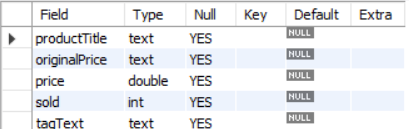 Field Type Null Key Default Extra
productTitle text YES NULL
originalPrice text YES NULL
price double YES NULL
sold int YES NULL
tagText text YES NULL